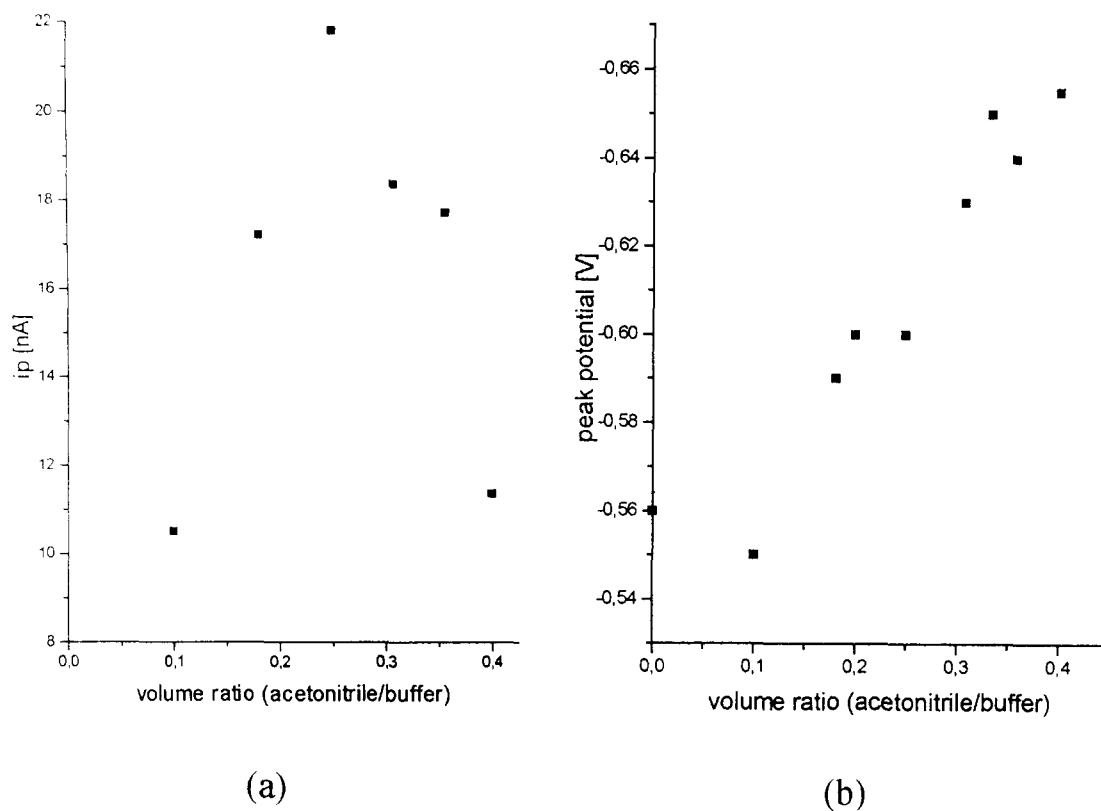 22
20
18
16
14
12
10
8
ip [nA]
0,0 0,1 0,2 0,3 0,4
volume ratio (acetonitrile/buffer)
(a)
-0,66
-0,64
-0,62
-0,60
-0,58
-0,56
-0,54
peak potential [V]
0,0 0,1 0,2 0,3 0,4
volume ratio (acetonitrile/buffer)
(b)